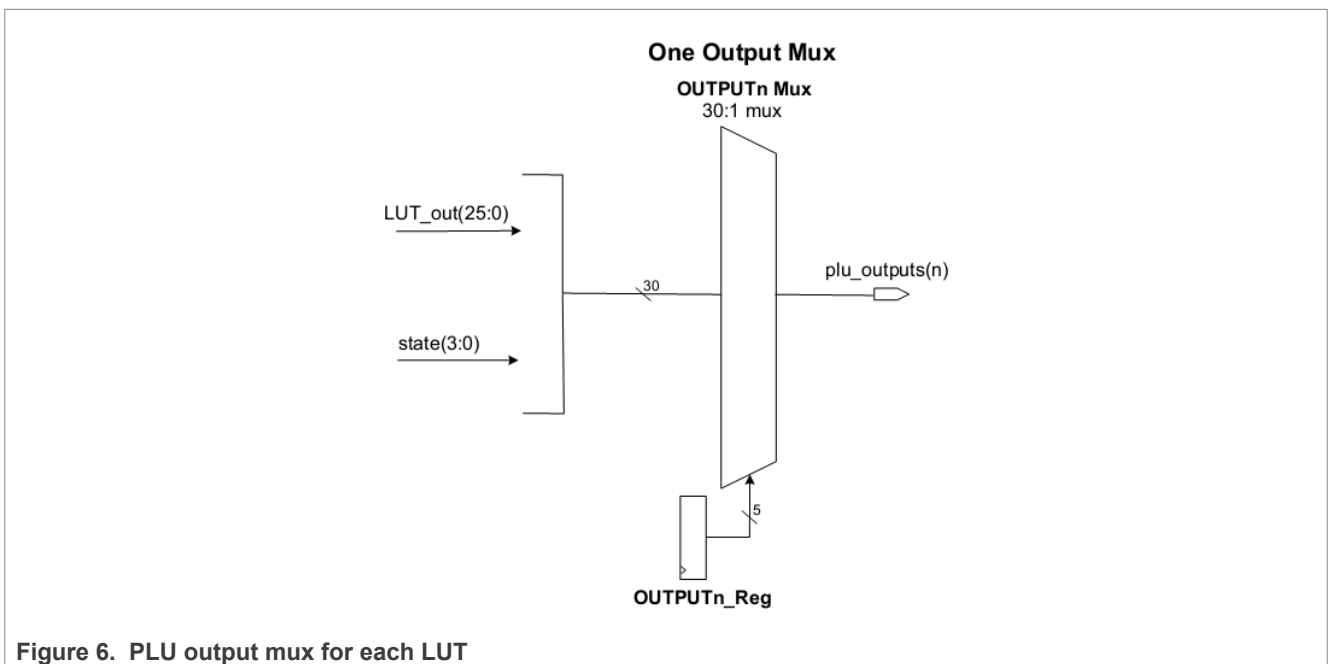 One Output Mux
OUTPUTn Mux
30:1 mux
LUT_out(25:0)
30
plu_outputs(n)
state(3:0)
5
OUTPUTn_Reg
Figure 6. PLU output mux for each LUT